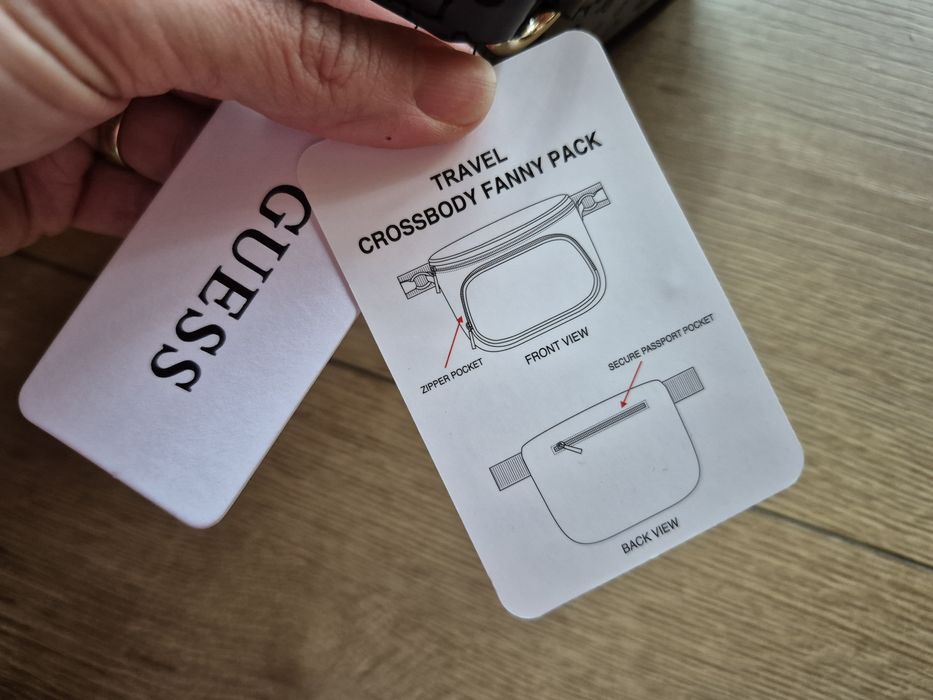 GUESS
TRAVEL
CROSSBODY FANNY PACK
ZIPPER POCKET
FRONT VIEW
SECURE PASSPORT POCKET
BACK VIEW